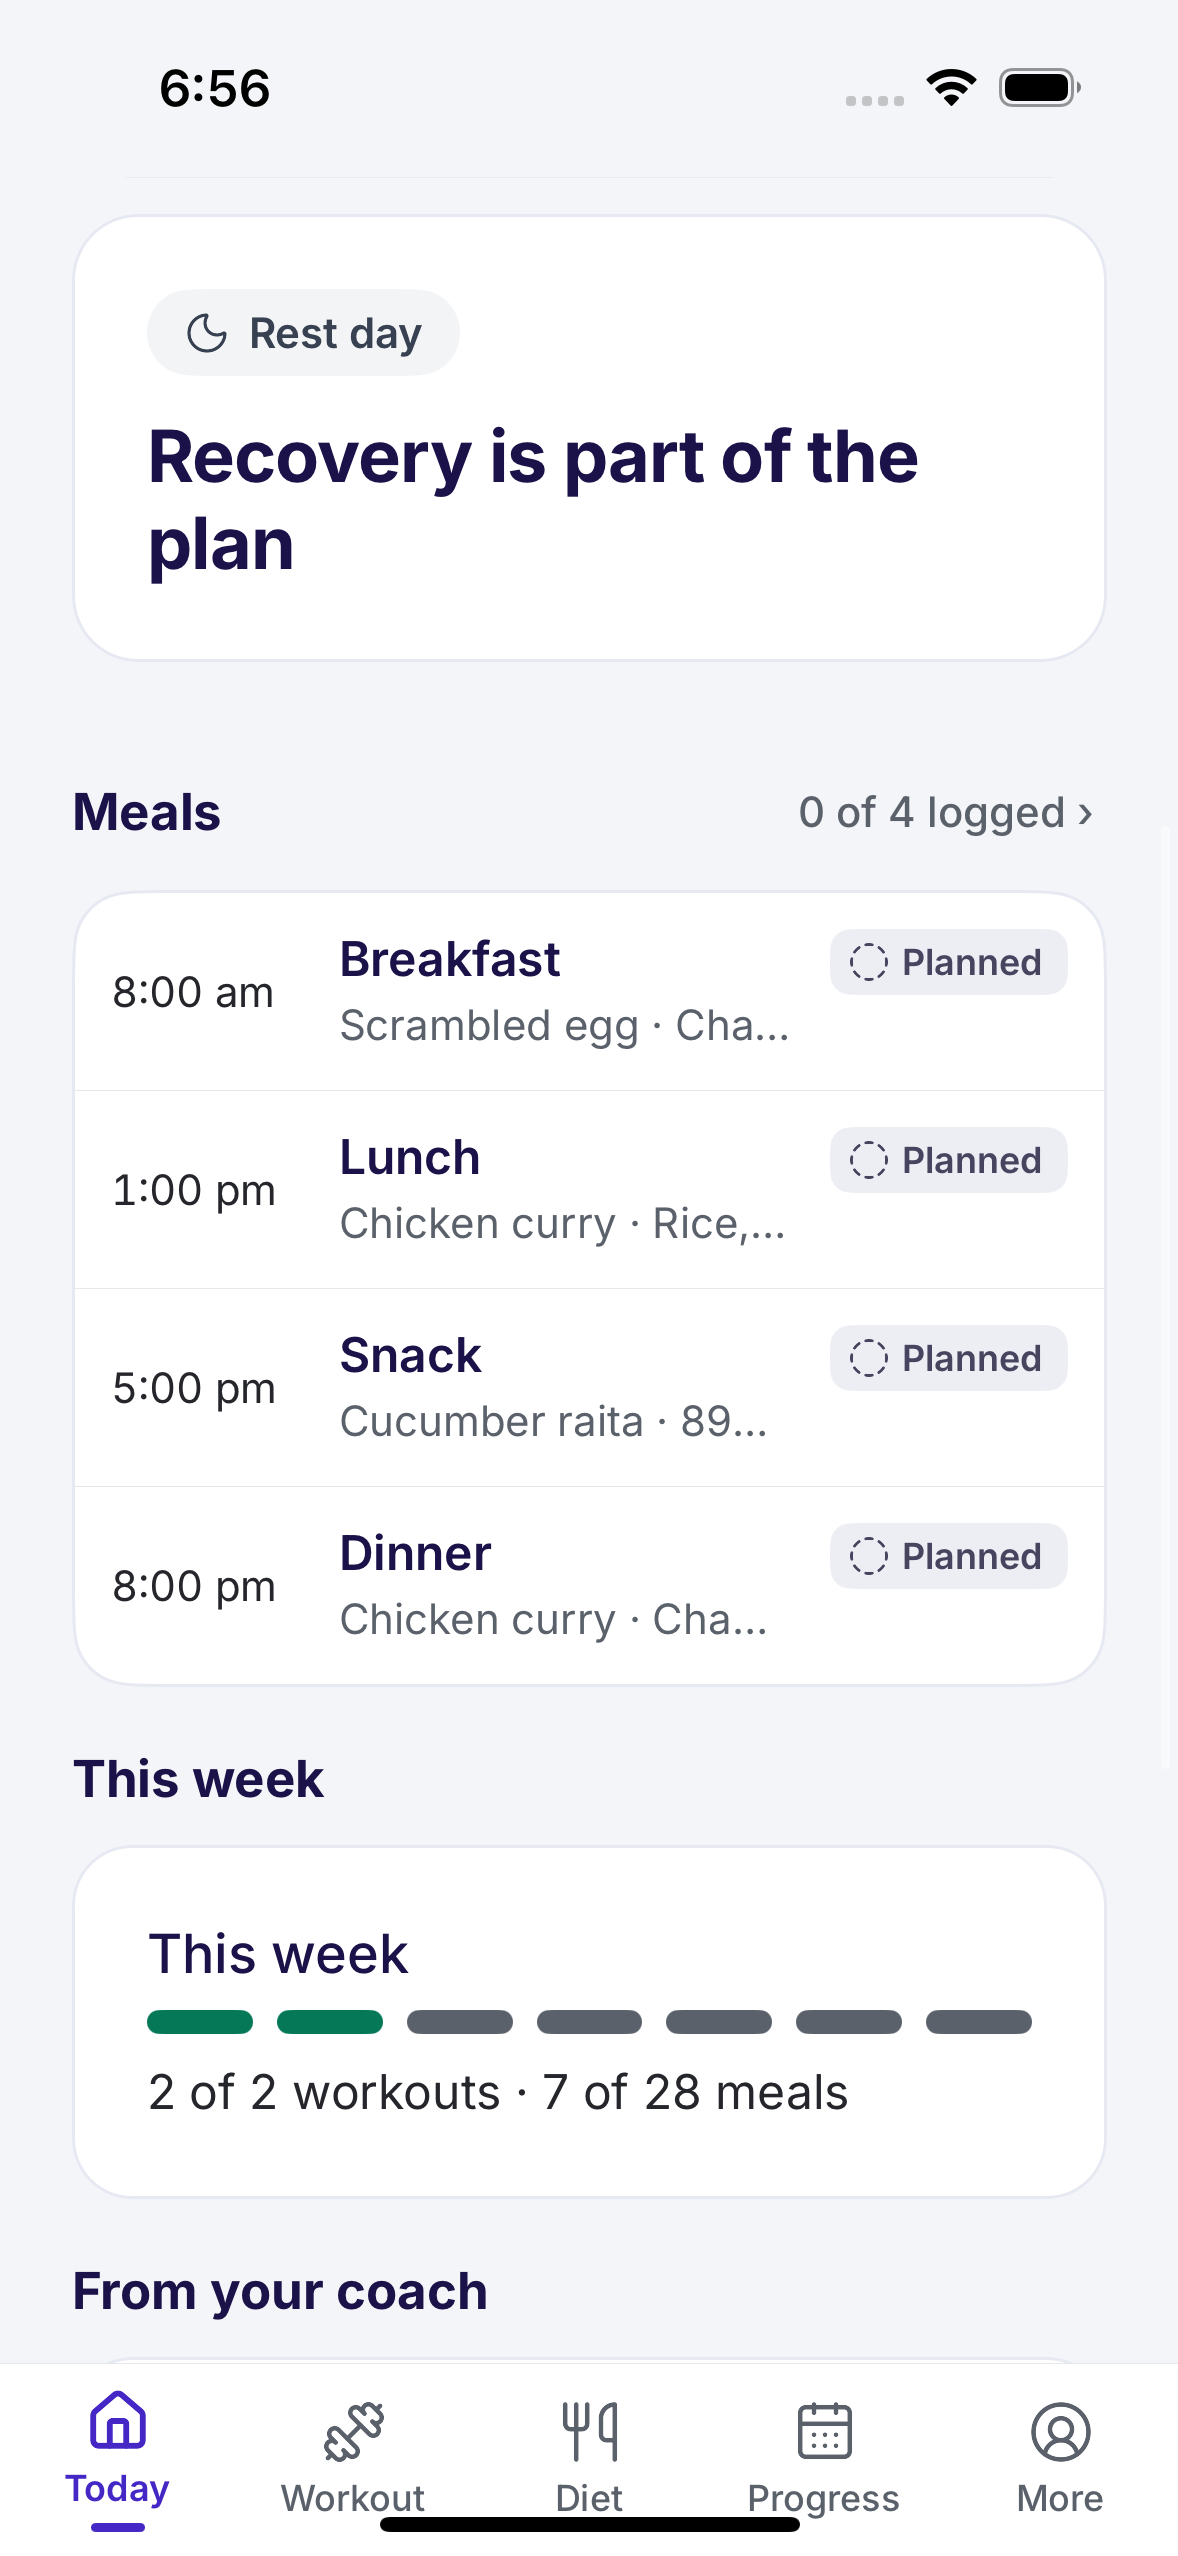 6:56
Rest day
Recovery is part of the
plan
Meals
0 of 4 logged ›
8:00 am
Breakfast
Planned
Scrambled egg · Cha...
1:00 pm
Lunch
Planned
Chicken curry · Rice,...
5:00 pm
Snack
Planned
Cucumber raita · 89...
8:00 pm
Dinner
Planned
Chicken curry · Cha...
This week
This week
2 of 2 workouts · 7 of 28 meals
From your coach
Today
Workout
Diet
Progress
More